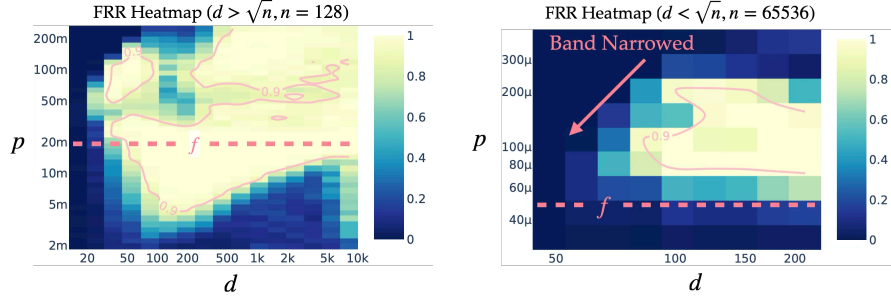 FRR Heatmap (d > √n, n = 128)
200m
100m
50m
20m
10m
5m
2m
p
0.9
0.9
f
0.9
20
50
100
200
500
1k
2k
5k
10k
d
1
0.8
0.6
0.4
0.2
0
FRR Heatmap (d < √n, n = 65536)
Band Narrowed
300μ
200μ
100μ
80μ
60μ
40μ
p
0.9
f
50
100
150
200
d
1
0.8
0.6
0.4
0.2
0